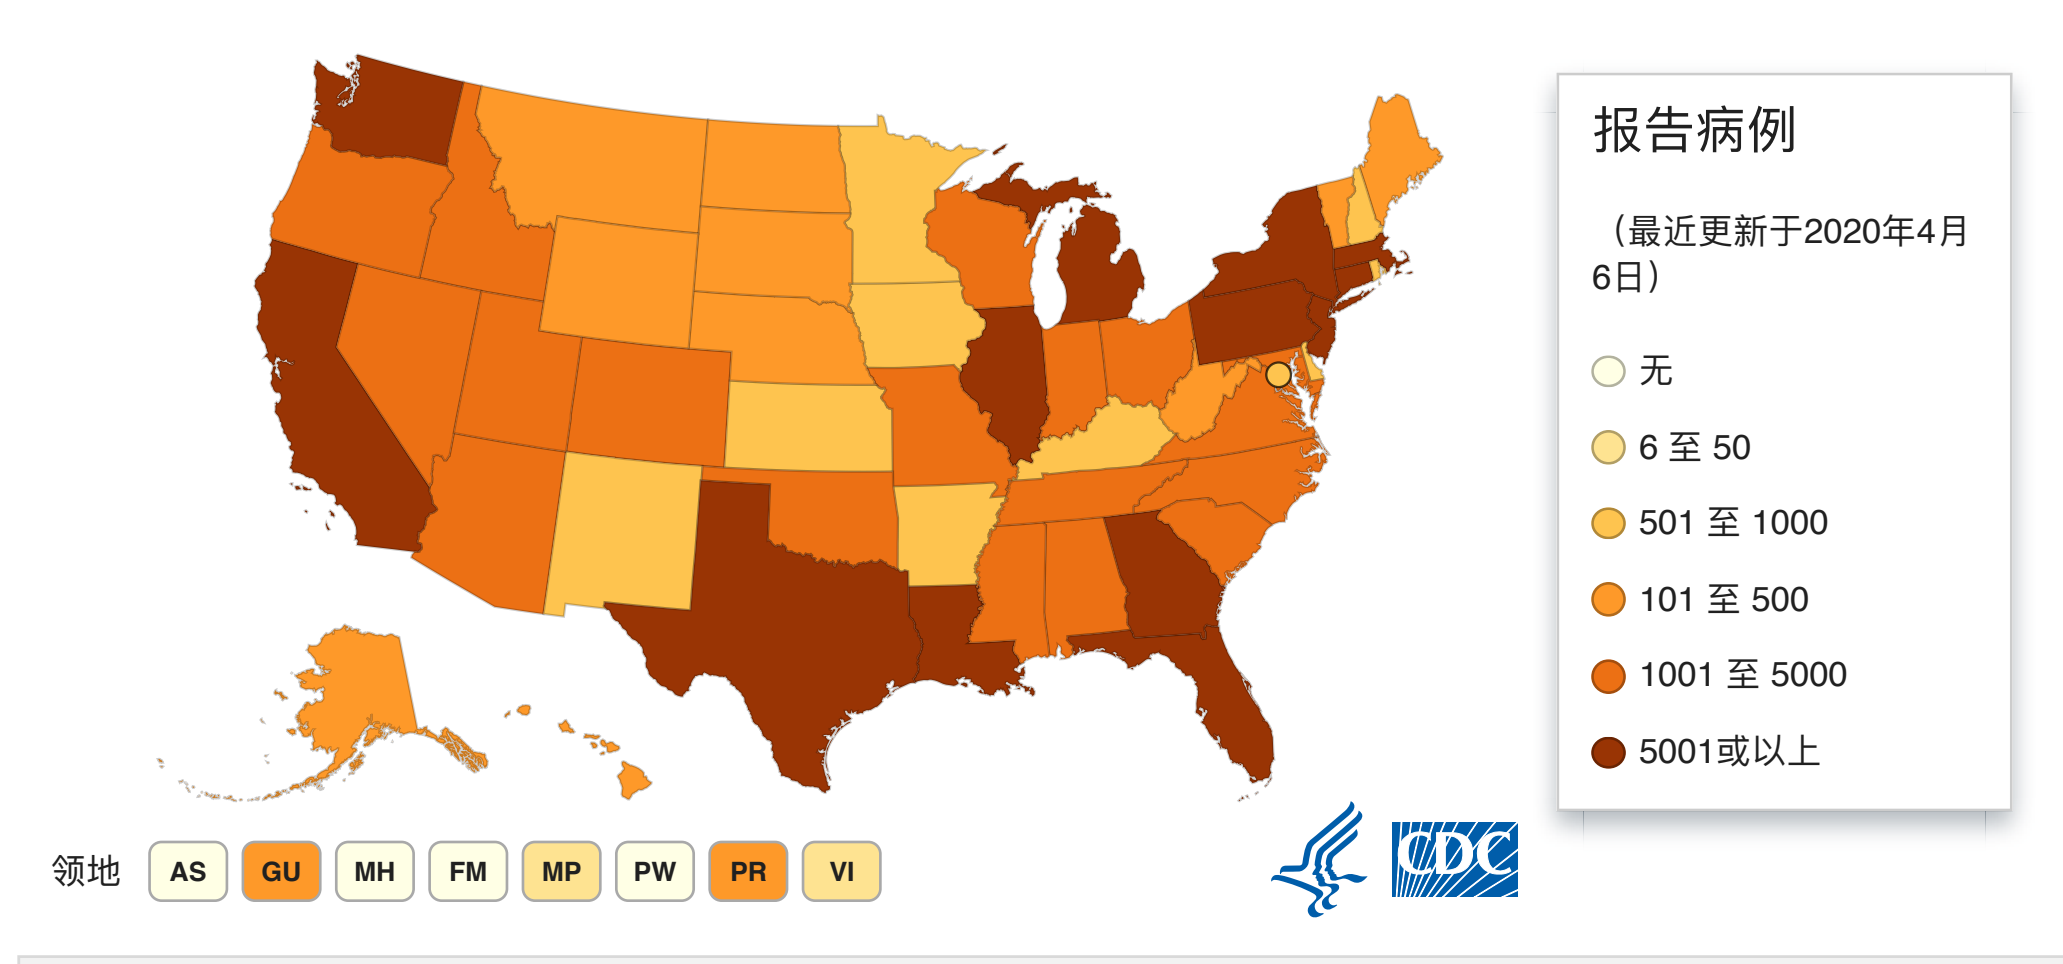 报告病例
（最近更新于2020年4月
6日）
无
6 至 50
501 至 1000
101 至 500
1001 至 5000
5001或以上
CDC
领地
AS
GU
MH
FM
MP
PW
PR
VI